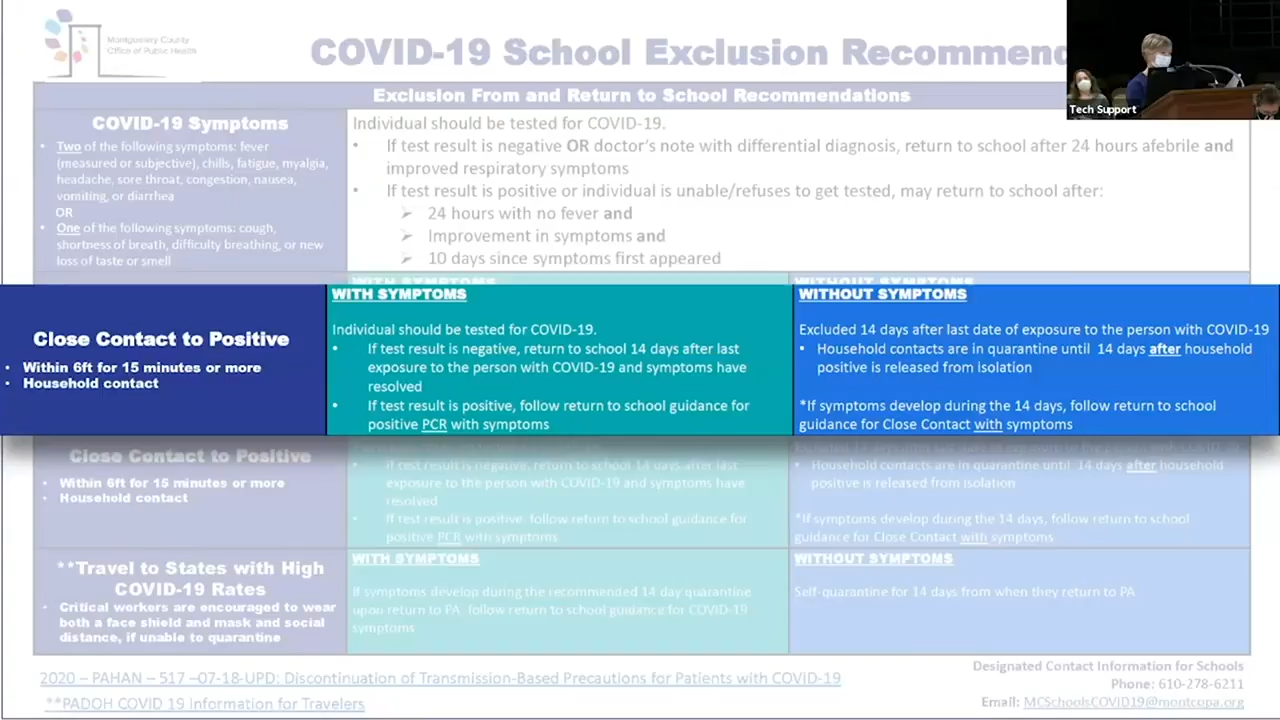 Montgomery County
Office of Public Health
COVID-19 School Exclusion Recommend
Tech Support
Exclusion From and Return to School Recommendations
COVID-19 Symptoms
• Two of the following symptoms: fever
(measured or subjective), chills, fatigue, myalgia,
headache, sore throat, congestion, nausea,
vomiting, or diarrhea
OR
• One of the following symptoms: cough,
shortness of breath, difficulty breathing, or new
loss of taste or smell
Individual should be tested for COVID-19.
• If test result is negative OR doctor's note with differential diagnosis, return to school after 24 hours afebrile and
improved respiratory symptoms
• If test result is positive or individual is unable/refuses to get tested, may return to school after:
➢ 24 hours with no fever and
➢ Improvement in symptoms and
➢ 10 days since symptoms first appeared
WITH SYMPTOMS
WITHOUT SYMPTOMS
Close Contact to Positive
• Within 6ft for 15 minutes or more
• Household contact
WITH SYMPTOMS
Individual should be tested for COVID-19.
• If test result is negative, return to school 14 days after last
exposure to the person with COVID-19 and symptoms have
resolved
• If test result is positive, follow return to school guidance for
positive PCR with symptoms
WITHOUT SYMPTOMS
Excluded 14 days after last date of exposure to the person with COVID-19
• Household contacts are in quarantine until 14 days after household
positive is released from isolation
*If symptoms develop during the 14 days, follow return to school
guidance for Close Contact with symptoms
Close Contact to Positive
• Within 6ft for 15 minutes or more
• Household contact
• If test result is negative, return to school 14 days after last
exposure to the person with COVID-19 and symptoms have
resolved
• If test result is positive, follow return to school guidance for
positive PCR with symptoms
• Household contacts are in quarantine until 14 days after household
positive is released from isolation
*If symptoms develop during the 14 days, follow return to school
guidance for Close Contact with symptoms
**Travel to States with High
COVID-19 Rates
• Critical workers are encouraged to wear
both a face shield and mask and social
distance, if unable to quarantine
WITH SYMPTOMS
If symptoms develop during the recommended 14 day quarantine
upon return to PA, follow return to school guidance for COVID-19
symptoms
WITHOUT SYMPTOMS
Self-quarantine for 14 days from when they return to PA
2020 – PAHAN – 517 –07-18-UPD: Discontinuation of Transmission-Based Precautions for Patients with COVID-19
**PADOH COVID 19 Information for Travelers
Designated Contact Information for Schools
Phone: 610-278-6211
Email: MCSchoolsCOVID19@montcopa.org